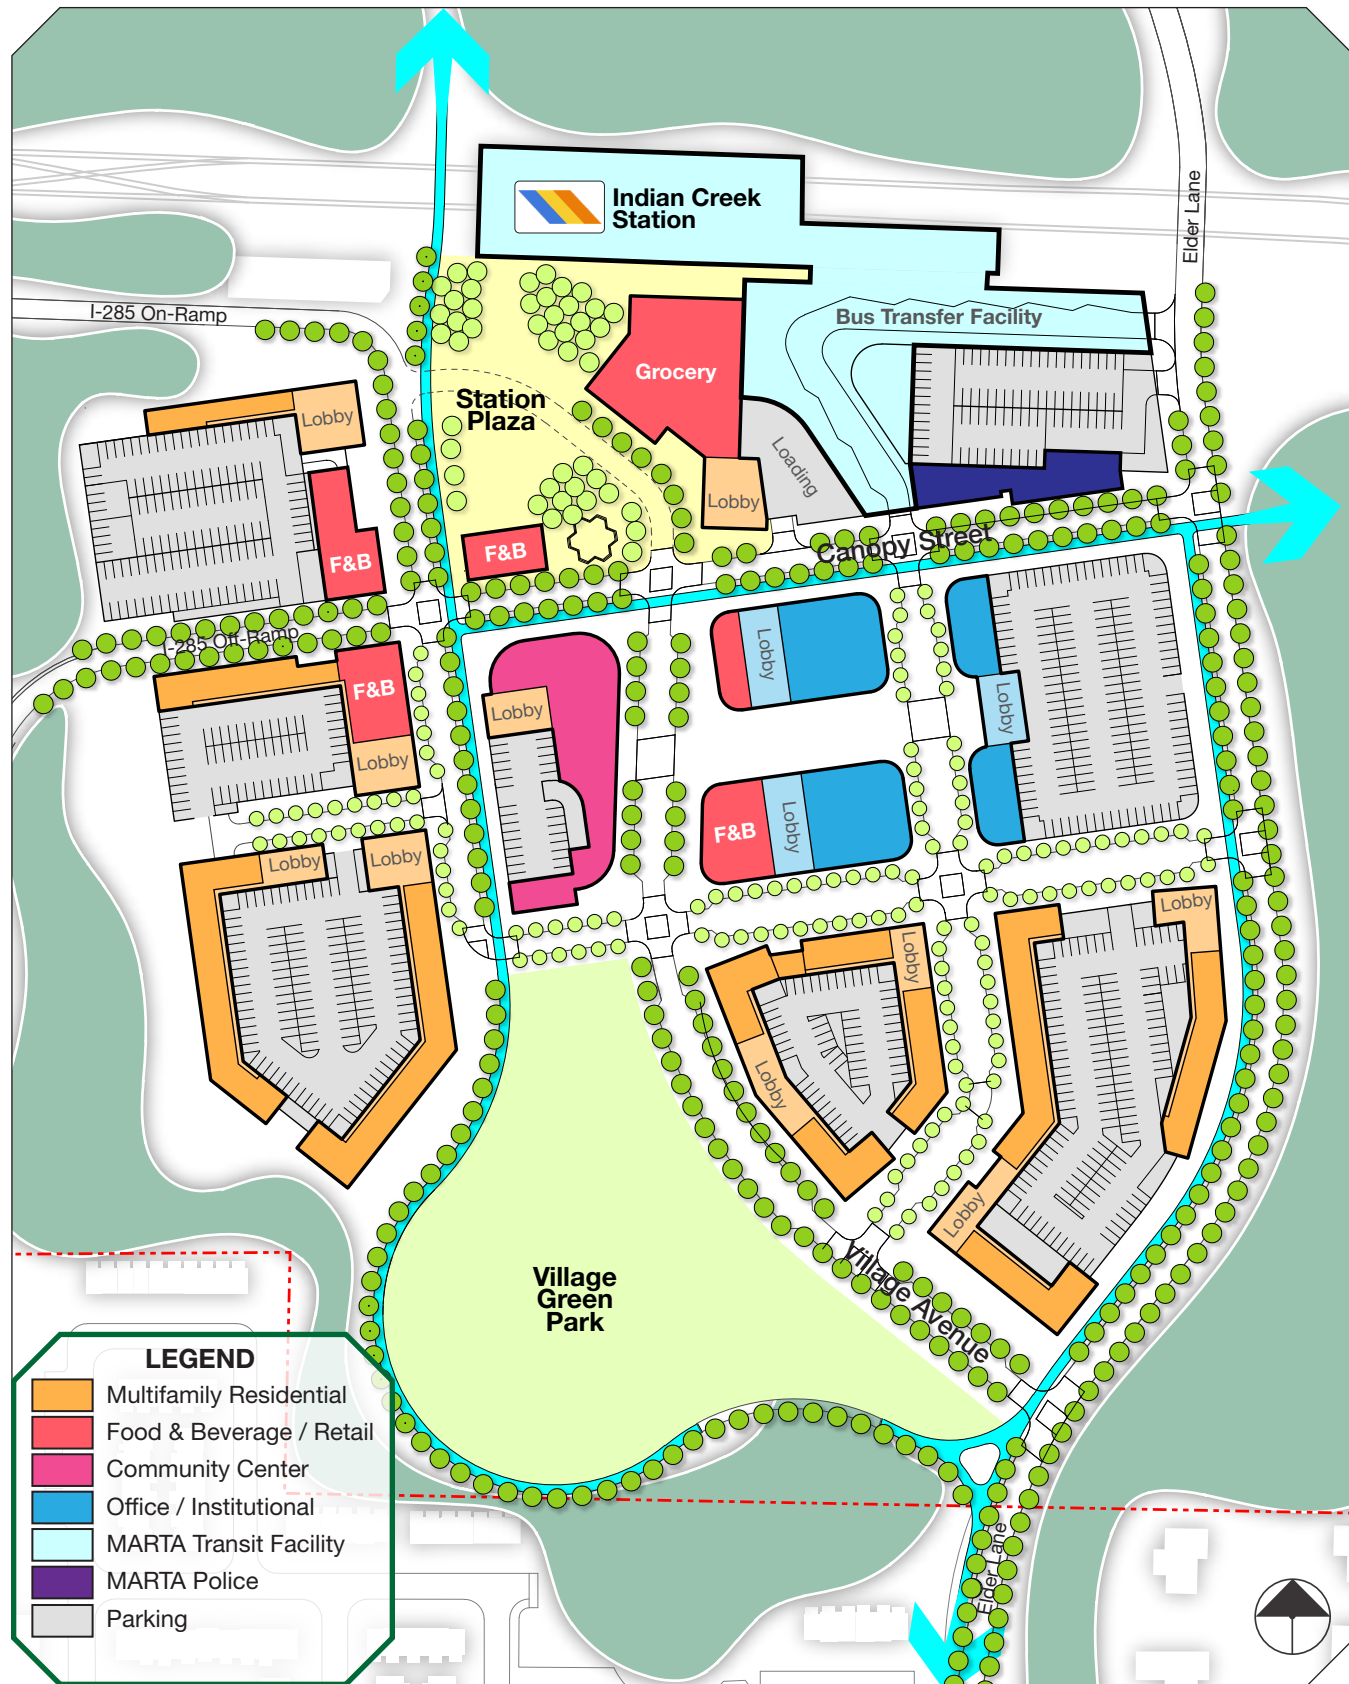 Elder Lane
Indian Creek
Station
I-285 On-Ramp
Bus Transfer Facility
Grocery
Station
Plaza
Lobby
Loading
Lobby
F&B
F&B
Canopy Street
I-285 Off-Ramp
Lobby
F&B
Lobby
Lobby
Lobby
F&B
Lobby
Lobby
Lobby
Lobby
Lobby
Lobby
Lobby
Village Avenue
Village
Green
Park
LEGEND
Multifamily Residential
Food & Beverage / Retail
Community Center
Office / Institutional
MARTA Transit Facility
MARTA Police
Parking
Elder Lane